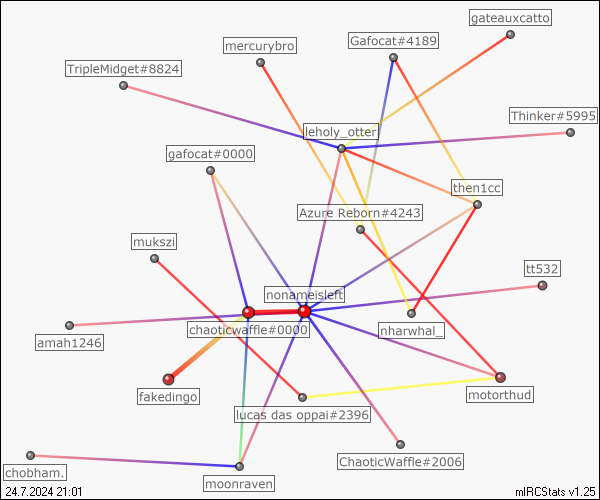 gateauxcatto
mercurybro
Gafocat#4189
TripleMidget#8824
Thinker#5995
leholy_otter
gafocat#0000
then1cc
Azure Reborn#4243
mukszi
tt532
nonameisleft
chaoticwaffle#0000
nharwhal_
amah1246
fakedingo
motorthud
lucas das oppai#2396
ChaoticWaffle#2006
chobham.
moonraven
24.7.2024 21:01
mIRCStats v1.25